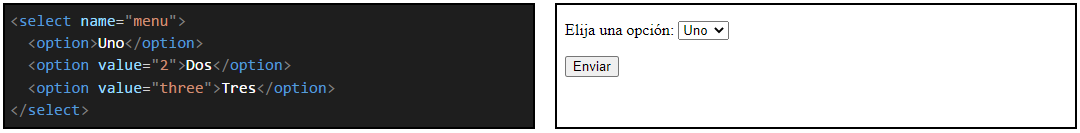 <select name="menu">
  <option>Uno</option>
  <option value="2">Dos</option>
  <option value="three">Tres</option>
</select>
Elija una opción: Uno
Enviar